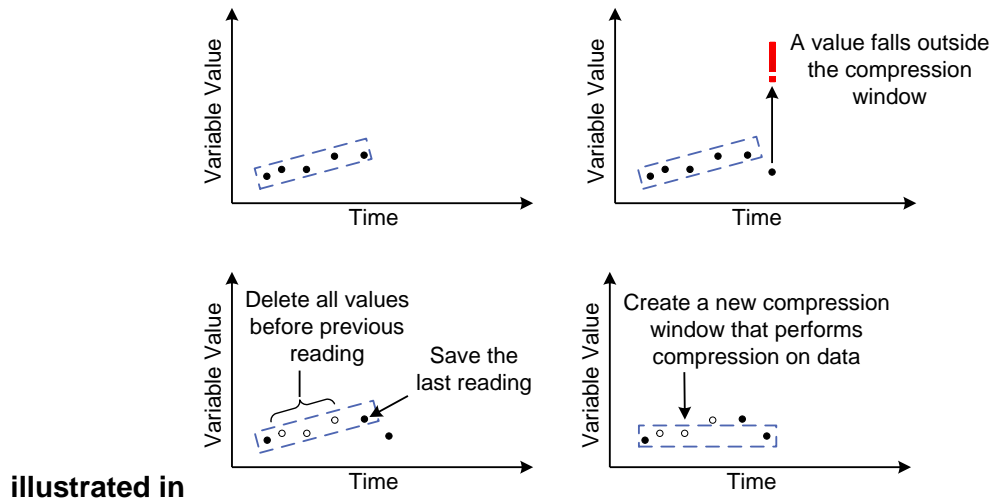 Variable Value
Time
Variable Value
A value falls outside
the compression
window
Time
Variable Value
Delete all values
before previous
reading
Save the
last reading
Time
Variable Value
Create a new compression
window that performs
compression on data
Time
illustrated in